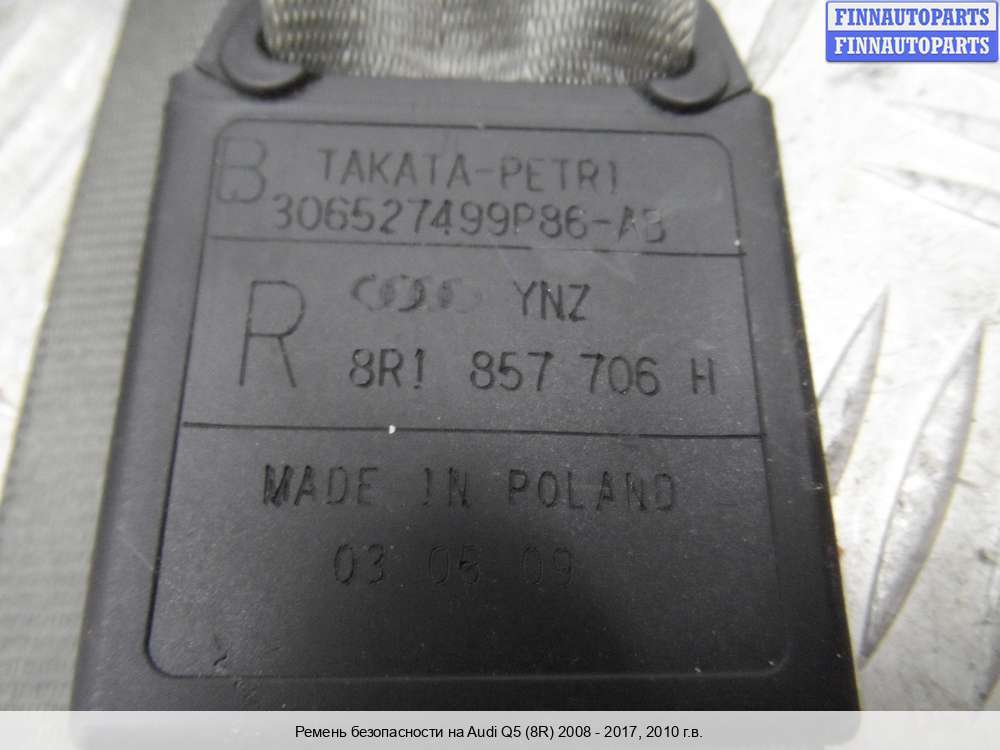 FINNAUTOPARTS
FINNAUTOPARTS
B TAKATA-PETRI
306527499P86-AB
R YNZ
8R1 857 706 H
MADE IN POLAND
03 06 09
Ремень безопасности на Audi Q5 (8R) 2008 - 2017, 2010 г.в.